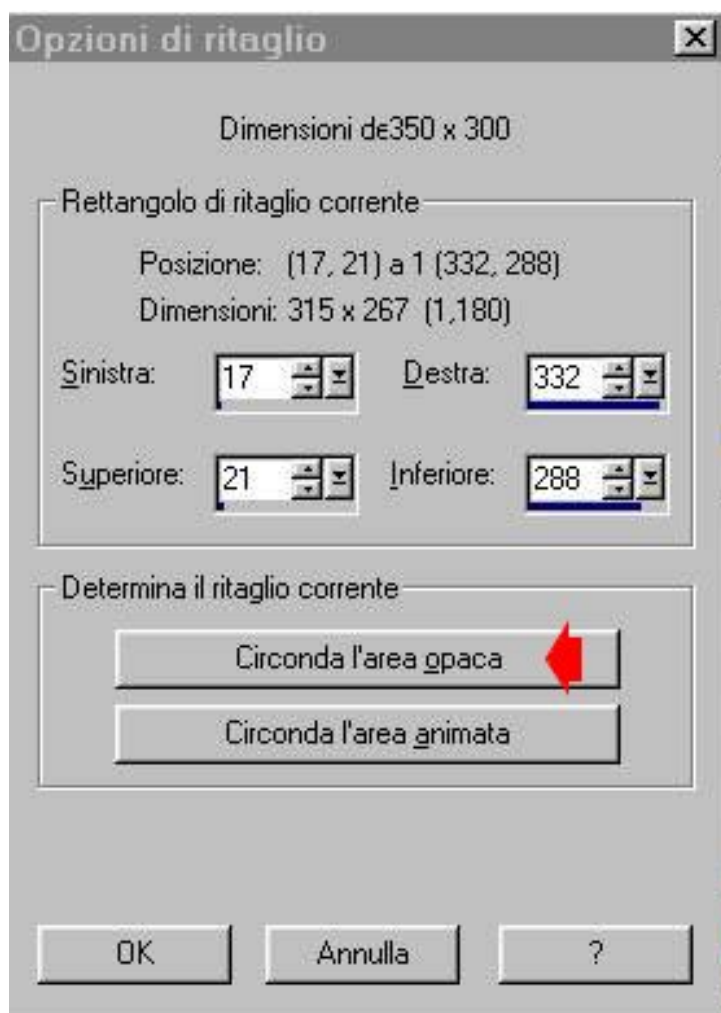 Opzioni di ritaglio
Dimensioni de350 x 300
Rettangolo di ritaglio corrente
Posizione: (17, 21) a 1 (332, 288)
Dimensioni: 315 x 267 (1,180)
Sinistra: 17 Destra: 332
Superiore: 21 Inferiore: 288
Determina il ritaglio corrente
Circonda l'area opaca
Circonda l'area animata
OK Annulla ?